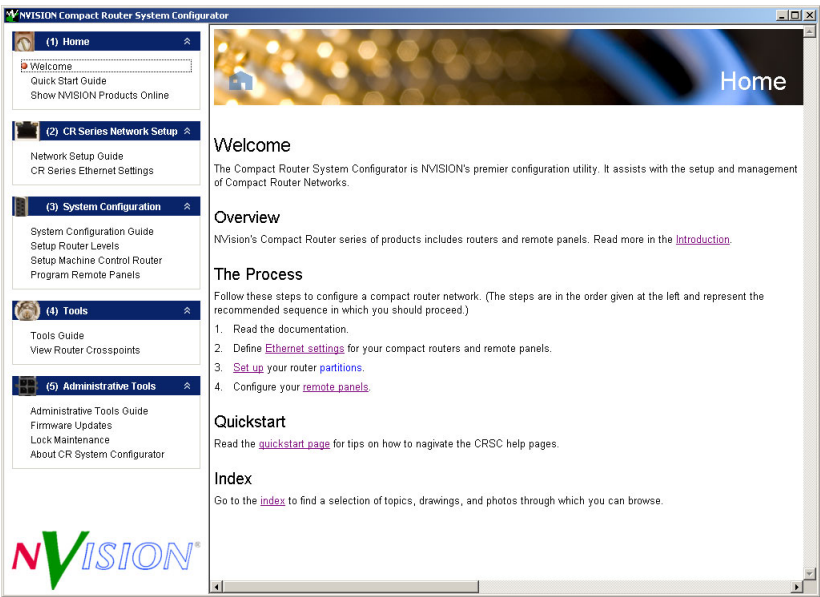 NVISION Compact Router System Configurator
(1) Home
Welcome
Quick Start Guide
Show NVISION Products Online
(2) CR Series Network Setup
Network Setup Guide
CR Series Ethernet Settings
(3) System Configuration
System Configuration Guide
Setup Router Levels
Setup Machine Control Router
Program Remote Panels
(4) Tools
Tools Guide
View Router Crosspoints
(5) Administrative Tools
Administrative Tools Guide
Firmware Updates
Lock Maintenance
About CR System Configurator
NVISION®
Home
Welcome
The Compact Router System Configurator is NVISION's premier configuration utility. It assists with the setup and management
of Compact Router Networks.
Overview
NVision's Compact Router series of products includes routers and remote panels. Read more in the Introduction.
The Process
Follow these steps to configure a compact router network. (The steps are in the order given at the left and represent the
recommended sequence in which you should proceed.)
1. Read the documentation.
2. Define Ethernet settings for your compact routers and remote panels.
3. Set up your router partitions.
4. Configure your remote panels.
Quickstart
Read the quickstart page for tips on how to nagivate the CRSC help pages.
Index
Go to the index to find a selection of topics, drawings, and photos through which you can browse.